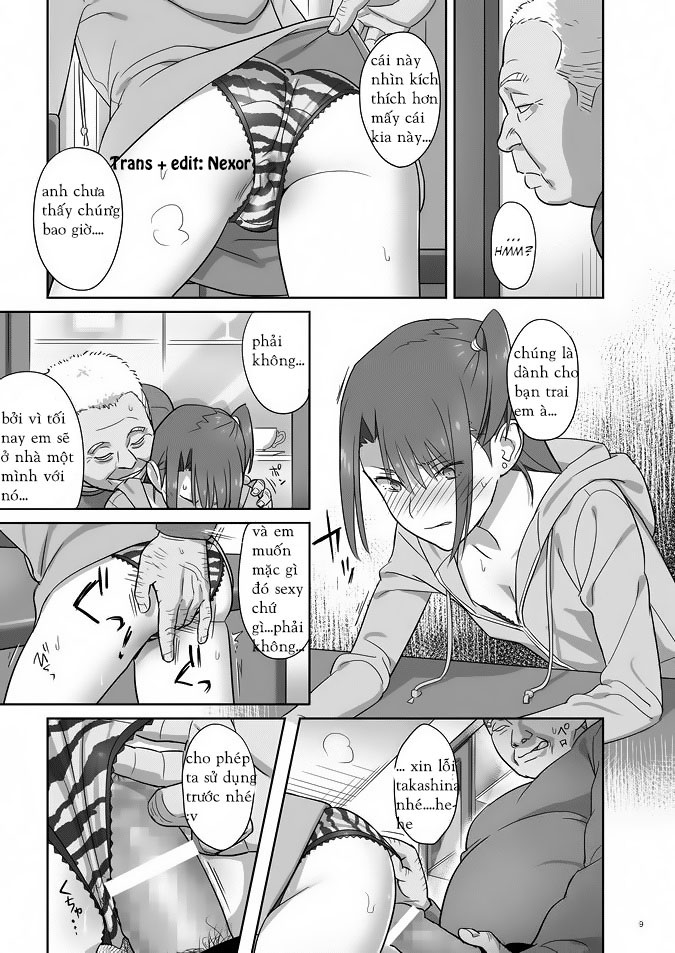 cái này
nhìn kích
thích hơn
mấy cái
kia này...
Trans + edit: Nexor
anh chưa
thấy chúng
bao giờ....
...
HMM?
chúng là
dành cho
bạn trai
em à...
phải
không...
bởi vì tối
nay em sẽ
ở nhà một
mình với
nó...
và em
muốn
mặc gì
đó sexy
chứ
gì...phải
không...
... xin lỗi
takashina
nhé....he-
he
cho phép
ta sử dụng
trước nhé
:v
9